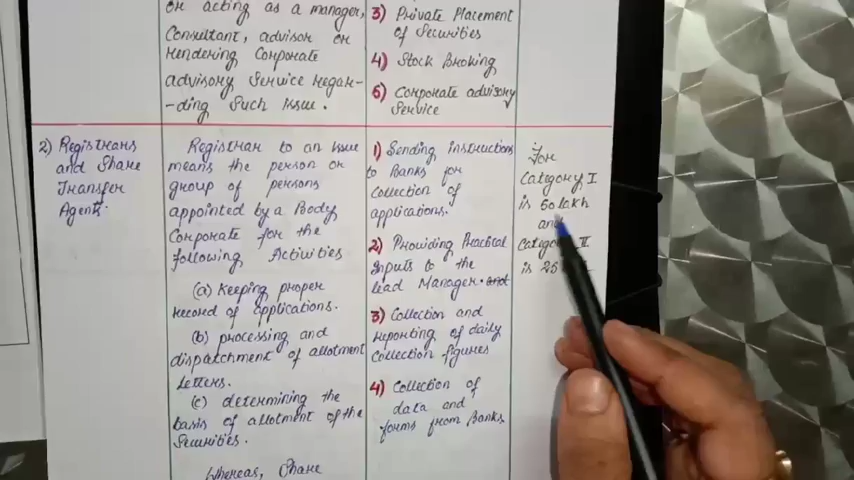 or acting as a manager,
Consultant, advisor or
rendering Corporate
advisory Service regar-
-ding Such Issue.
3) Private Placement
of Securities
4) Stock Broking
5) Corporate advisory
Service
2) Registrars
and Share
Transfer
Agents.
Registrar to an issue
means the person or
group of persons
appointed by a Body
Corporate for the
following Activities
(a) Keeping proper
record of applications.
(b) processing and
dispatchment of allotment
letters.
(c) determining the
basis of allotment of the
Securities.
Whereas, Share
1) Sending instructions
to Banks for
Collection of
applications.
2) Providing Practical
Inputs to the
lead Manager.
3) Collection and
reporting of daily
Collection figures
4) Collection of
data and
forms from Banks.
For
Category I
is 50 lakh
and
Category II
is 25